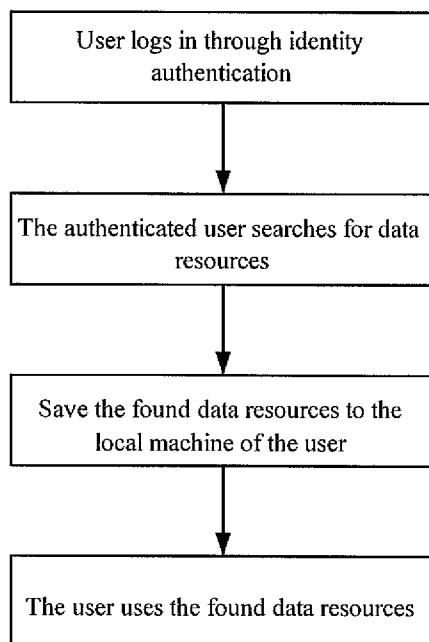 User logs in through identity
authentication
The authenticated user searches for data
resources
Save the found data resources to the
local machine of the user
The user uses the found data resources